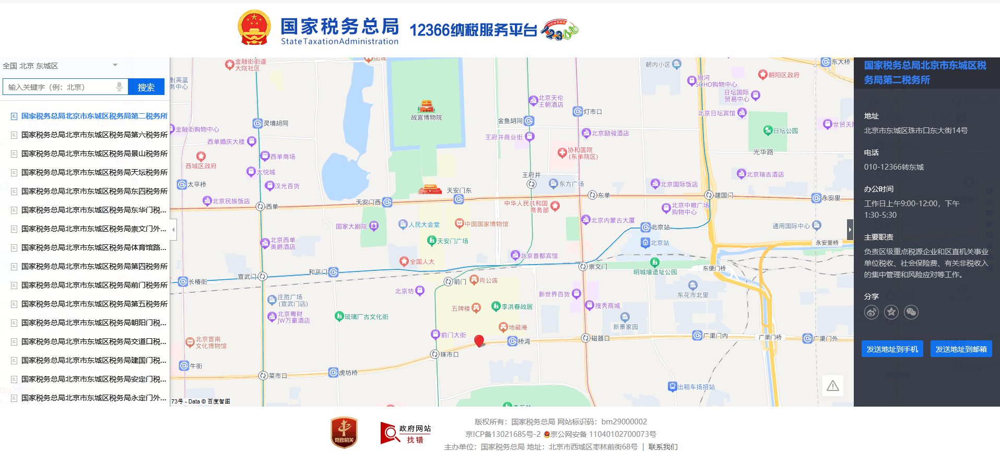 国家税务总局
State Taxation Administration
12366纳税服务平台
全国 北京 东城区
输入关键字（例：北京）
搜索
国家税务总局北京市东城区税务局第二税务所
国家税务总局北京市东城区税务局第六税务所
国家税务总局北京市东城区税务局景山税务所
国家税务总局北京市东城区税务局天坛税务所
国家税务总局北京市东城区税务局东四税务所
国家税务总局北京市东城区税务局东华门税...
国家税务总局北京市东城区税务局崇文门外...
国家税务总局北京市东城区税务局体育馆路...
国家税务总局北京市东城区税务局第四税务所
国家税务总局北京市东城区税务局前门税务所
国家税务总局北京市东城区税务局第五税务所
国家税务总局北京市东城区税务局朝阳门税...
国家税务总局北京市东城区税务局交道口税...
国家税务总局北京市东城区税务局建国门税...
国家税务总局北京市东城区税务局安定门税...
国家税务总局北京市东城区税务局永定门外...
金融街街道
大院社区
团城
朝内小区
东大桥
捷(英蓝
务中心
银河
SOHO购物中心
朝阳区政府
日坛国际
贸易中心
北京天伦
王朝酒店
灯市口
北京日坛宾馆
故宫博物院
灵境胡同
金鱼胡同
世贸天阶
金融街购物中心
日坛公园
北京励骏酒店
王府井商业街
西单婚庆大楼
协和医院
(东单院区)
光华路
西单商场
西城区政府
大悦城
王府井
北京瑞吉酒店
太平桥
汉光百货
东方广场
北京国际饭店
天安门东
东单
建国门
永安里
北京民族饭店
天安门西
西单
中华人民共和国
商务部
北京中粮广场
购物中心
北京内蒙古大厦
国家大剧院
人民大会堂
中国国家博物馆
北京站
通用国际中心
天安门广场
北京西单
美爵酒店
北京站
永安里桥
北京首都宾馆
全国人大
崇文门
明城墙遗址公园
东便门桥
和平门
宣武门
长椿街
前门
肖公庙
北京坊
新世界百货
东花市北里
庄胜广场
(宣武门店)
五牌楼
李洪春故居
搜秀商城
北京粤财
JW万豪酒店
琉璃厂古文化街
新景家园
地藏庵
前门大街
桥湾
磁器口
广渠门内
广渠门桥
广渠门外
北京宣南
文化博物馆
珠市口
牛街
菜市口
虎坊桥
出租车扬招站
73号 - Data © 百度智图
国家税务总局北京市东城区税
务局第二税务所
地址
北京市东城区珠市口东大街14号
电话
010-12366转东城
办公时间
工作日上午9:00-12:00，下午
1:30-5:30
主要职责
负责区级重点税源企业和区直机关事业
单位税收、社会保险费、有关非税收入
的集中管理和风险应对等工作。
分享
发送地址到手机
发送地址到邮箱
党政机关
政府网站
找错
版权所有：国家税务总局 网站标识码：bm29000002
京ICP备13021685号-2 京公网安备 11040102700073号
主办单位：国家税务总局 地址：北京市西城区枣林前街68号 | 联系我们